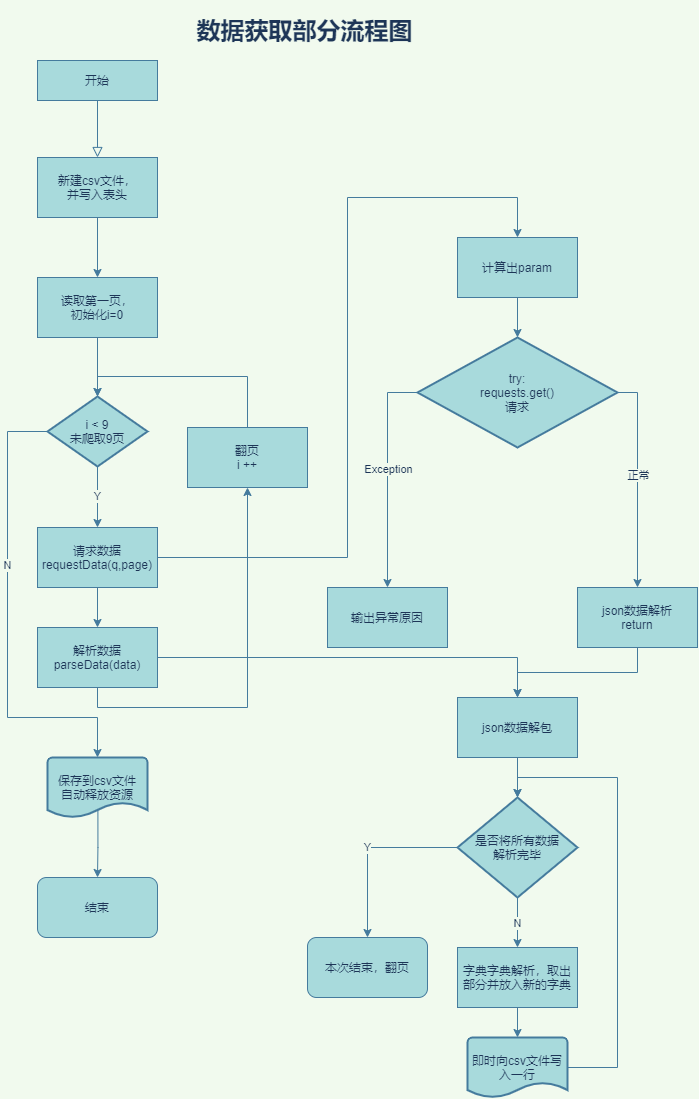 数据获取部分流程图
开始
新建csv文件，
并写入表头
读取第一页，
初始化i=0
i < 9
未爬取9页
翻页
i ++
Y
N
请求数据
requestData(q,page)
解析数据
parseData(data)
保存到csv文件
自动释放资源
结束
计算出param
try:
requests.get()
请求
Exception
正常
输出异常原因
json数据解析
return
json数据解包
是否将所有数据
解析完毕
Y
N
本次结束，翻页
字典字典解析，取出
部分并放入新的字典
即时向csv文件写
入一行